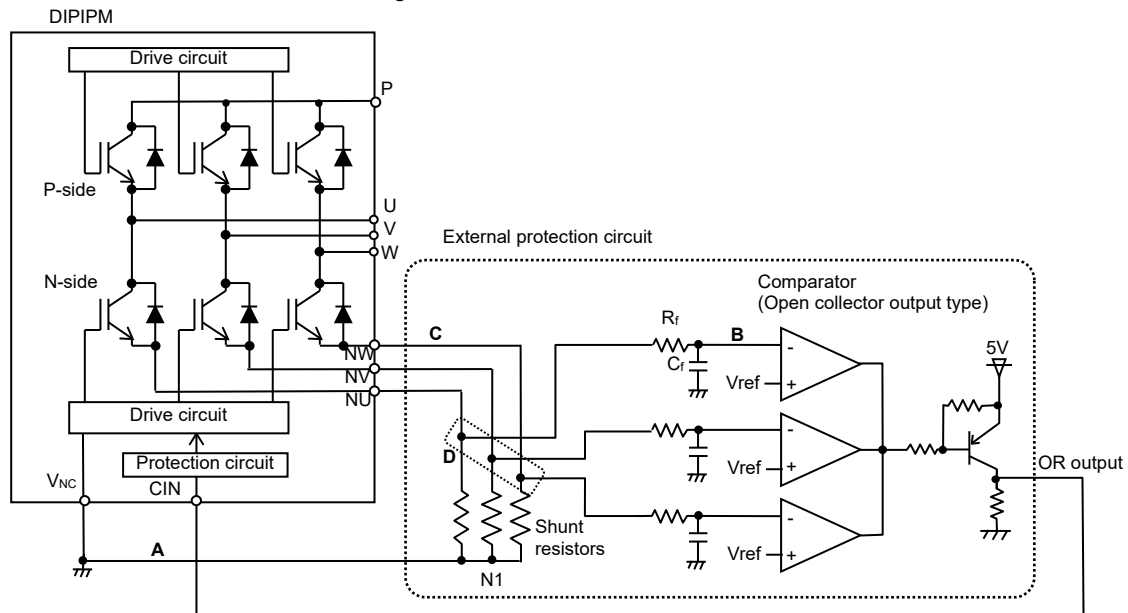 DIPIPM
Drive circuit
P
P-side
U
V
W
External protection circuit
N-side
Comparator
(Open collector output type)
C
Rf
B
Cf
-
Vref
+
5V
NW
NV
NU
Drive circuit
-
Vref
+
D
OR output
Protection circuit
VNC
CIN
-
Shunt
resistors
Vref
+
A
N1